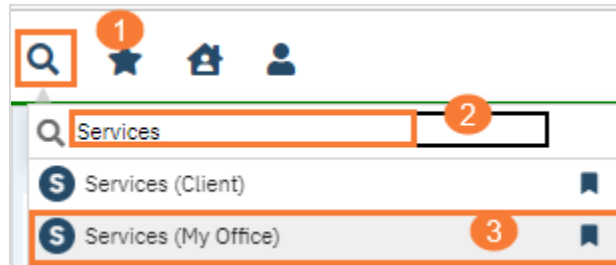 1
Services
2
S Services (Client)
S Services (My Office)
3